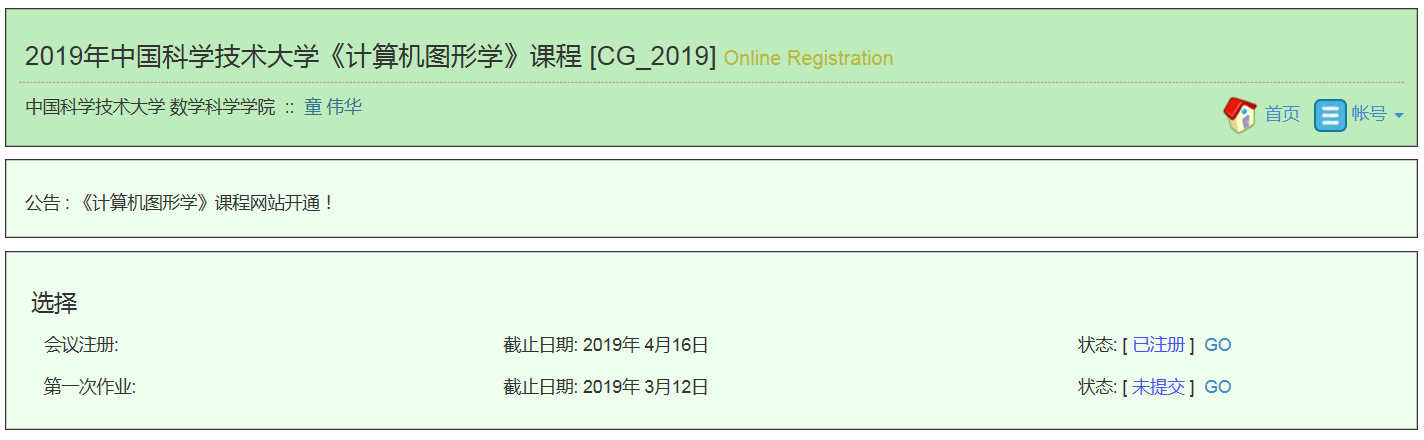 2019年中国科学技术大学《计算机图形学》课程 [CG_2019] Online Registration
中国科学技术大学 数学科学学院 :: 童 伟华
首页 帐号
公告 : 《计算机图形学》课程网站开通！
选择
会议注册: 截止日期: 2019年 4月16日 状态: [ 已注册 ] GO
第一次作业: 截止日期: 2019年 3月12日 状态: [ 未提交 ] GO